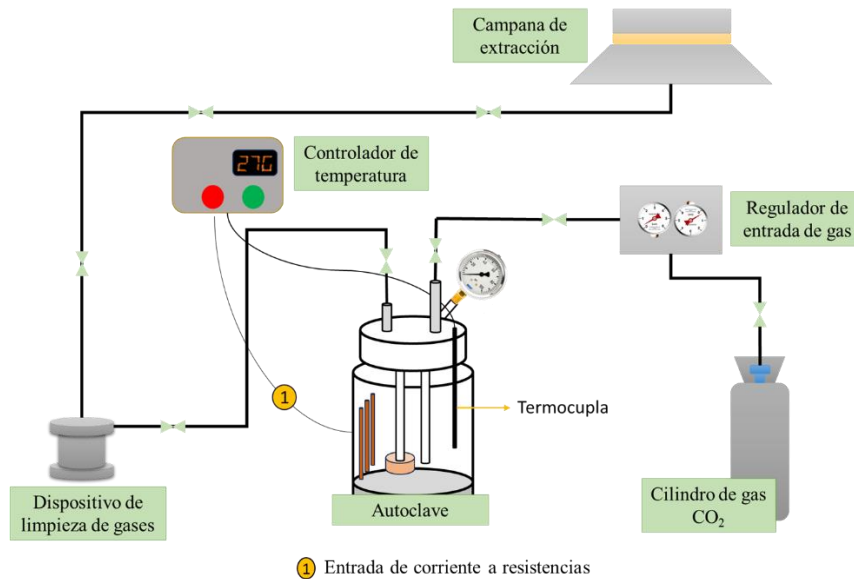 Campana de
extracción
270
Controlador de
temperatura
Regulador de
entrada de gas
1
Termocupla
Dispositivo de
limpieza de gases
Autoclave
Cilindro de gas
CO₂
1 Entrada de corriente a resistencias